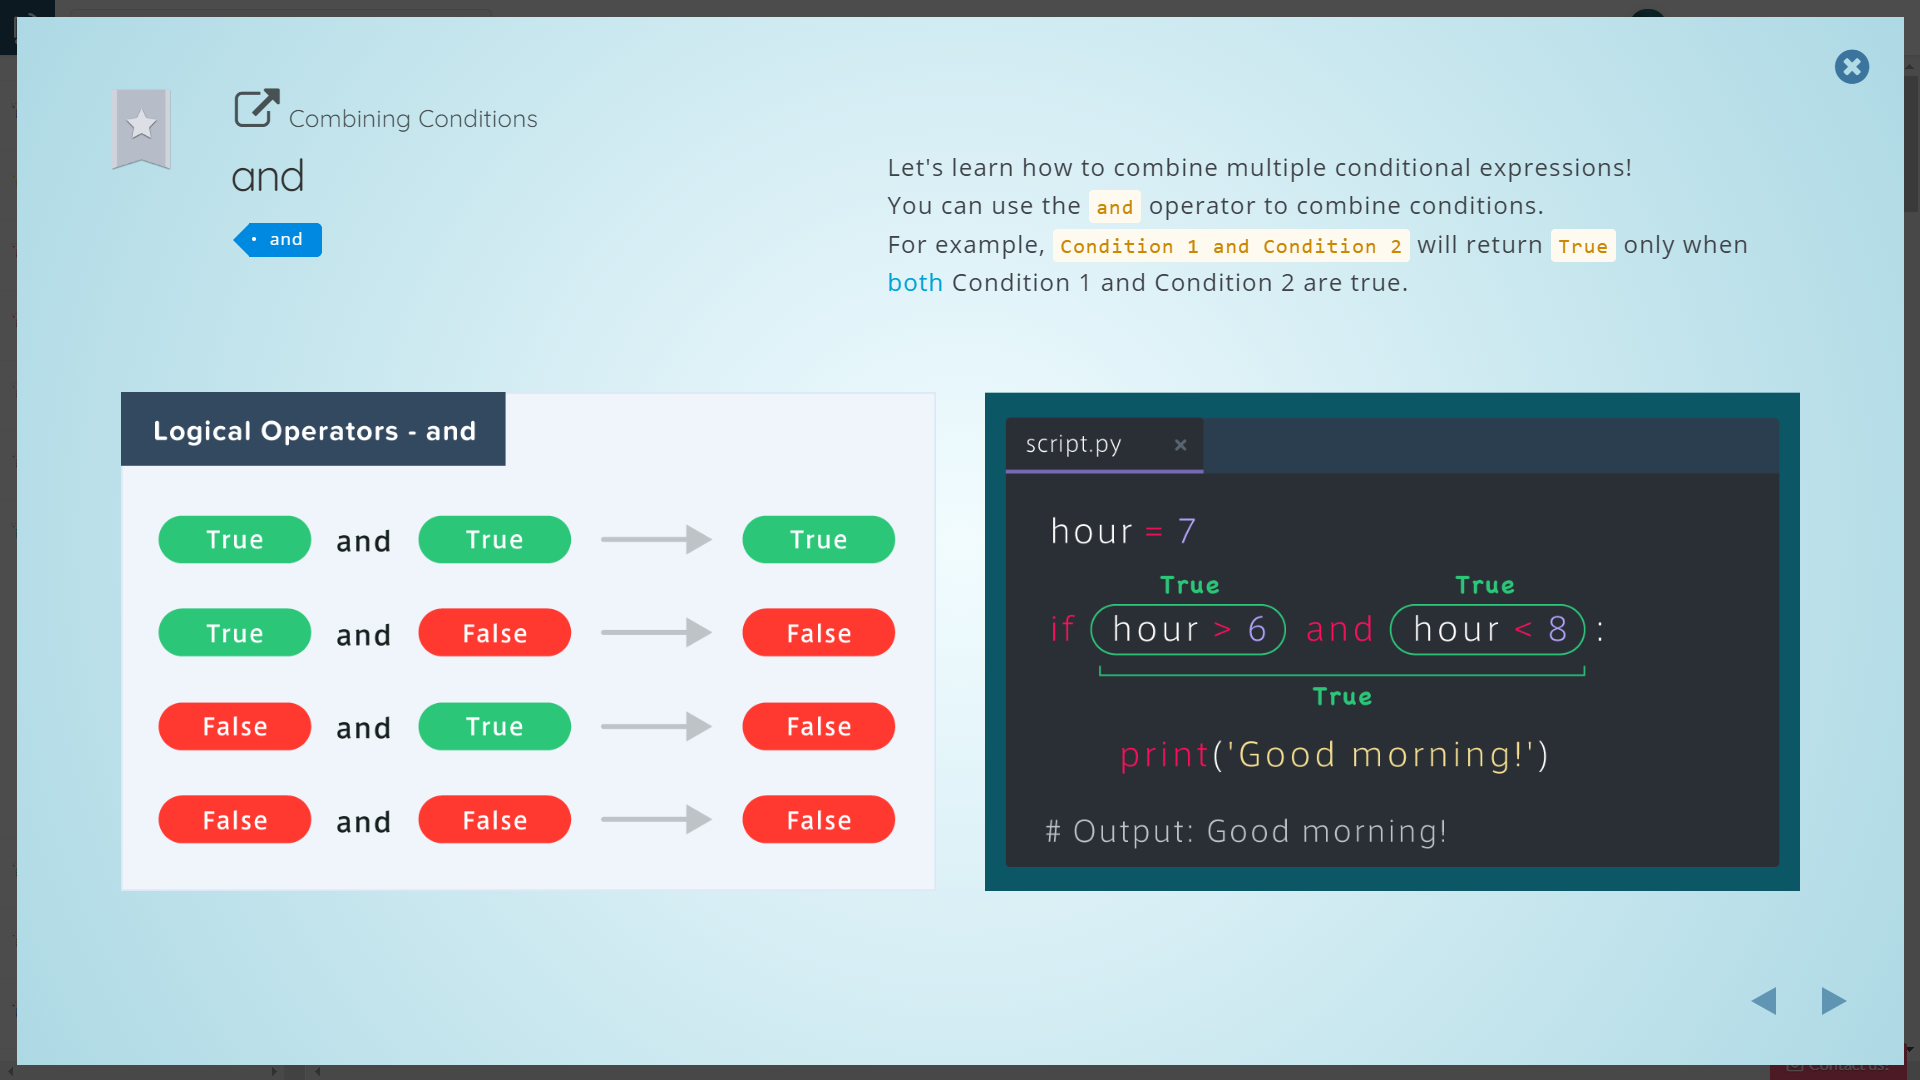 Combining Conditions
and
and
Let's learn how to combine multiple conditional expressions!
You can use the and operator to combine conditions.
For example, Condition 1 and Condition 2 will return True only when
both Condition 1 and Condition 2 are true.
Logical Operators - and
True and True True
True and False False
False and True False
False and False False
script.py ×
hour = 7
True True
if hour > 6 and hour < 8 :
True
print('Good morning!')
# Output: Good morning!
Contact us!